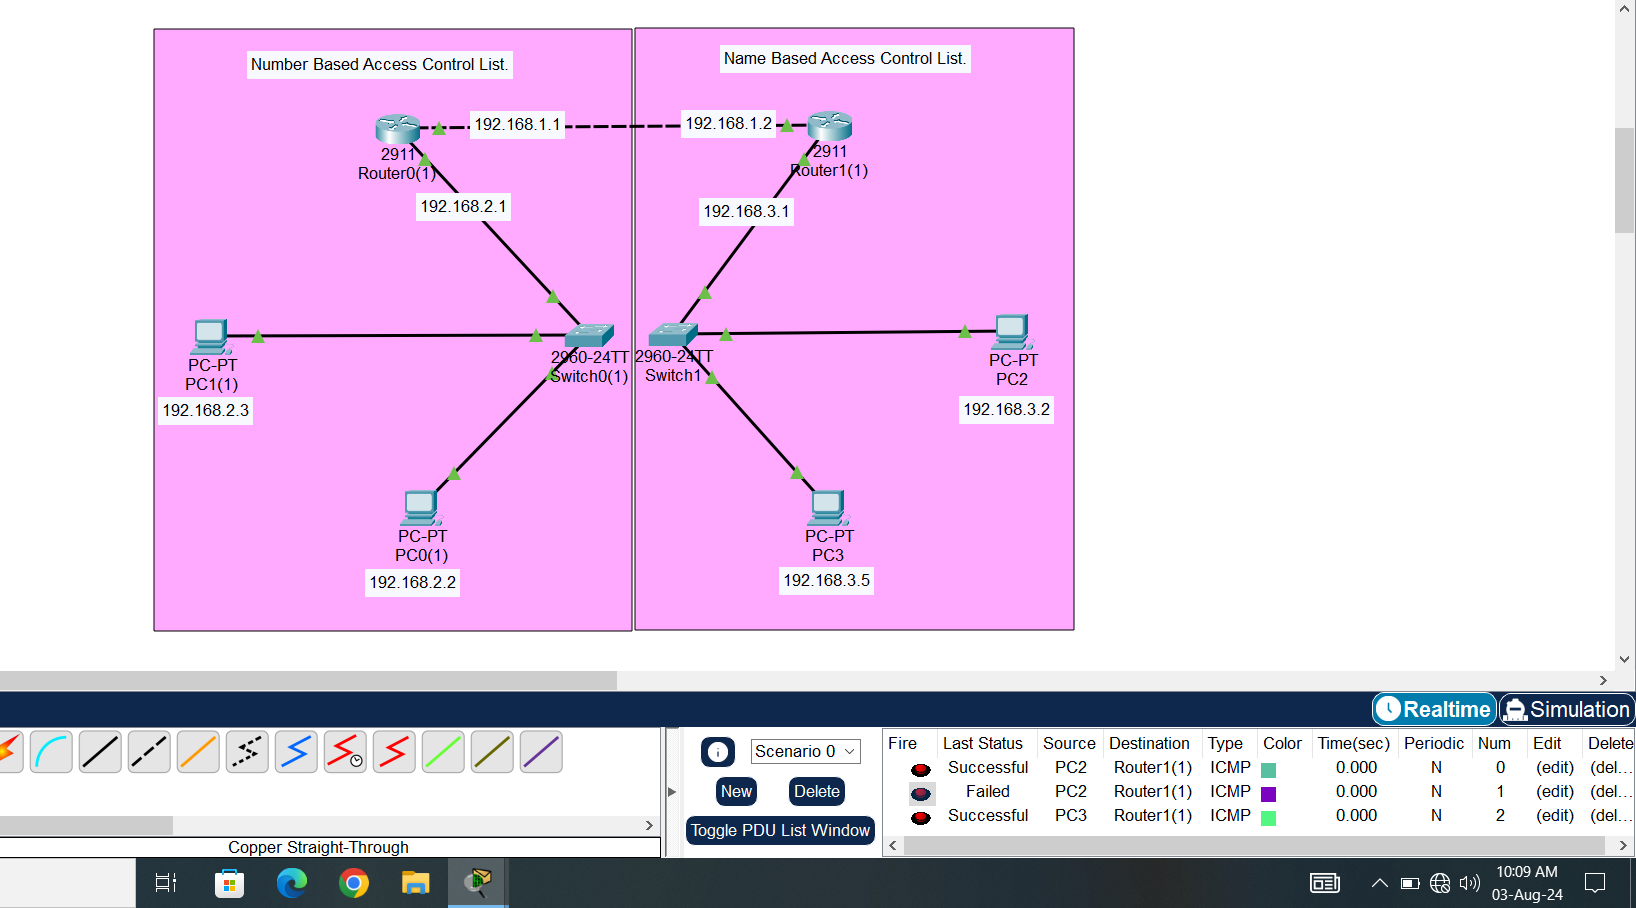 Number Based Access Control List.
Name Based Access Control List.
192.168.1.1
192.168.1.2
2911
Router0(1)
2911
Router1(1)
192.168.2.1
192.168.3.1
PC-PT
PC1(1)
192.168.2.3
2960-24TT
Switch0(1)
2960-24TT
Switch1
PC-PT
PC2
192.168.3.2
PC-PT
PC0(1)
192.168.2.2
PC-PT
PC3
192.168.3.5
Realtime
Simulation
Scenario 0
New
Delete
Toggle PDU List Window
Fire Last Status Source Destination Type Color Time(sec) Periodic Num Edit Delete
Successful PC2 Router1(1) ICMP 0.000 N 0 (edit) (del...
Failed PC2 Router1(1) ICMP 0.000 N 1 (edit) (del...
Successful PC3 Router1(1) ICMP 0.000 N 2 (edit) (del...
Copper Straight-Through
10:09 AM
03-Aug-24